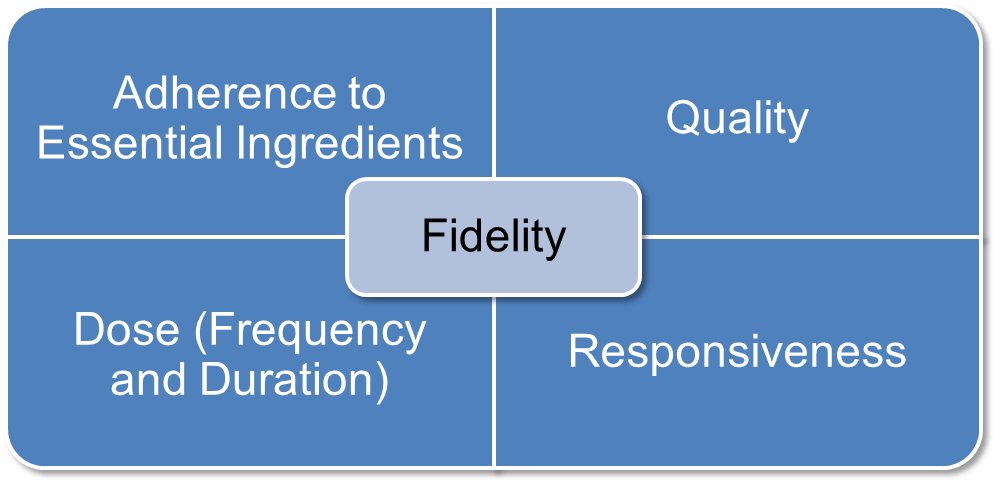 Adherence to
Essential Ingredients
Quality
Fidelity
Dose (Frequency
and Duration)
Responsiveness